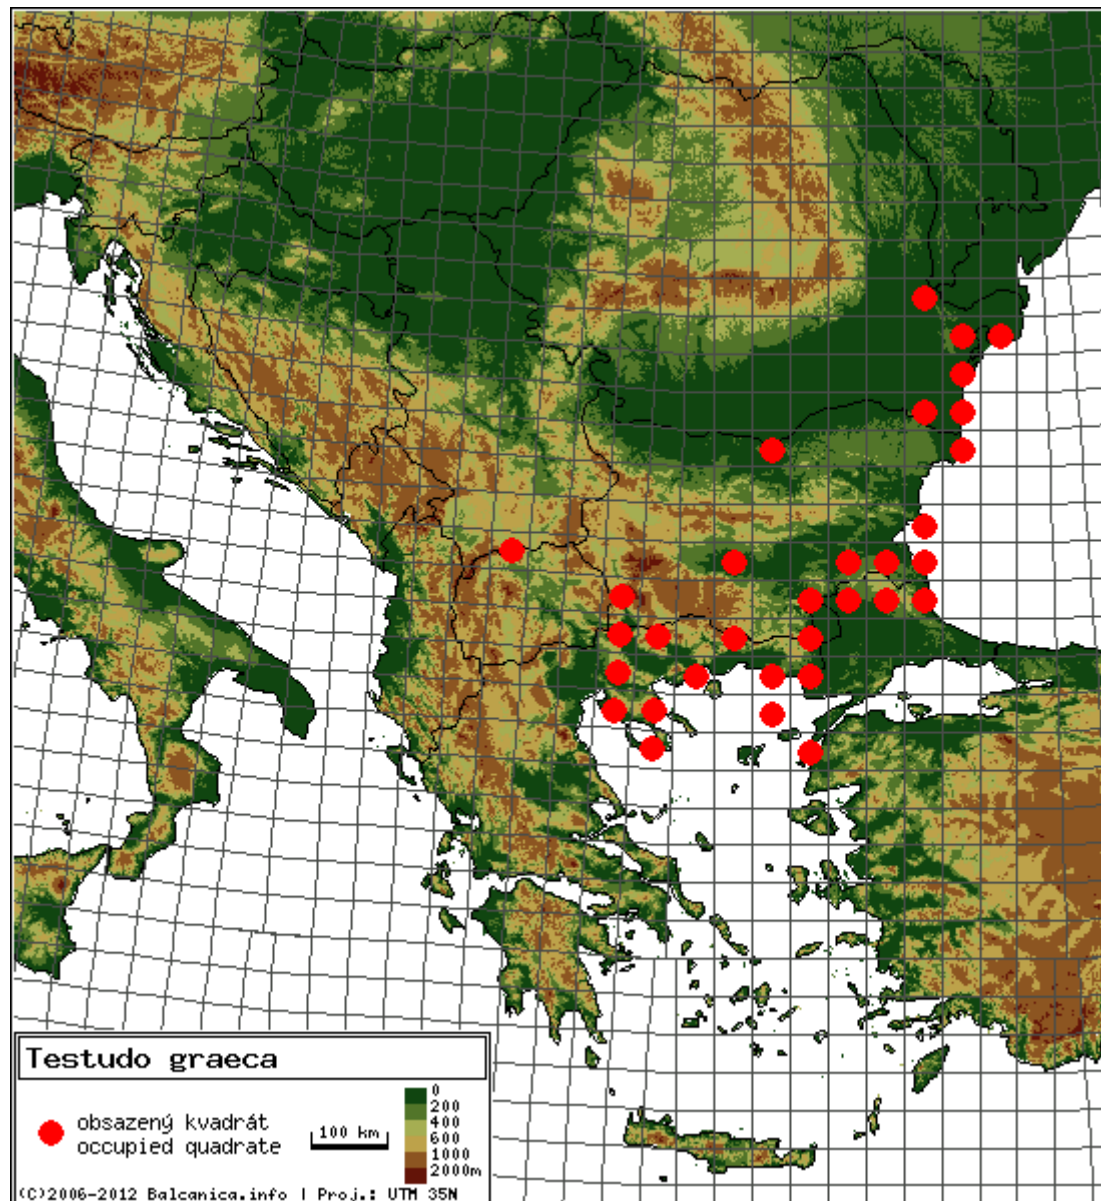 Testudo graeca
obsazený kvadrát
occupied quadrate
100 km
0
200
400
600
1000
2000m
(C)2006-2012 Balcanica.info | Proj.: UTM 35N